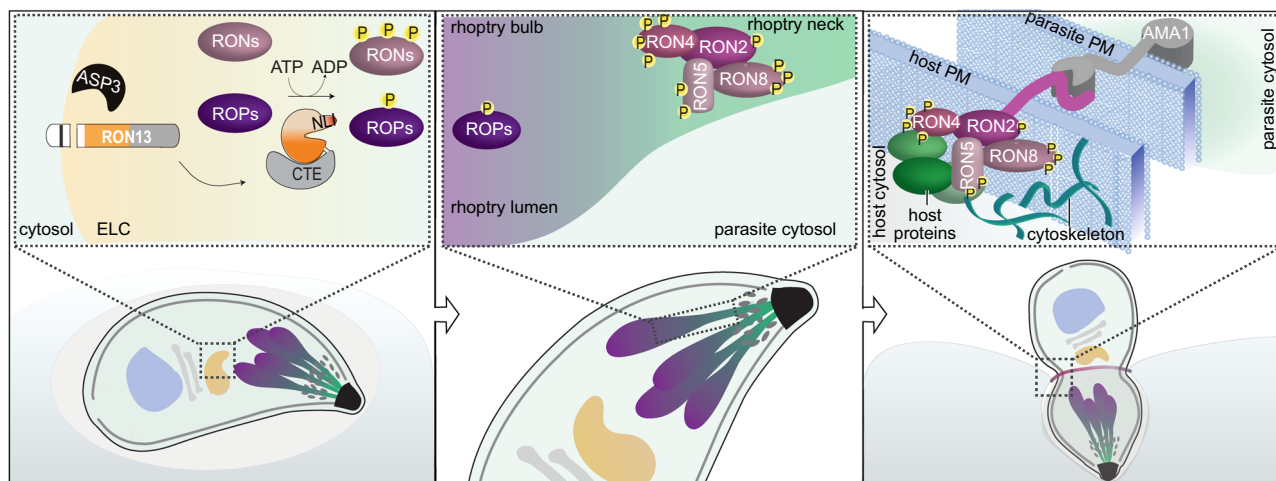 ASP3
RON13
cytosol
ELC
RONs
ROPs
ATP
ADP
NLI
CTE
P
P
P
RONs
P
ROPs
rhoptry bulb
P
ROPs
rhoptry lumen
rhoptry neck
P
P
P
P
P
RON4
RON2
P
RON5
RON8
P
P
P
P
P
parasite cytosol
parasite PM
host PM
AMA1
parasite cytosol
P
P
P
P
RON4
RON2
P
RON5
RON8
P
P
P
P
P
host cytosol
host
proteins
cytoskeleton